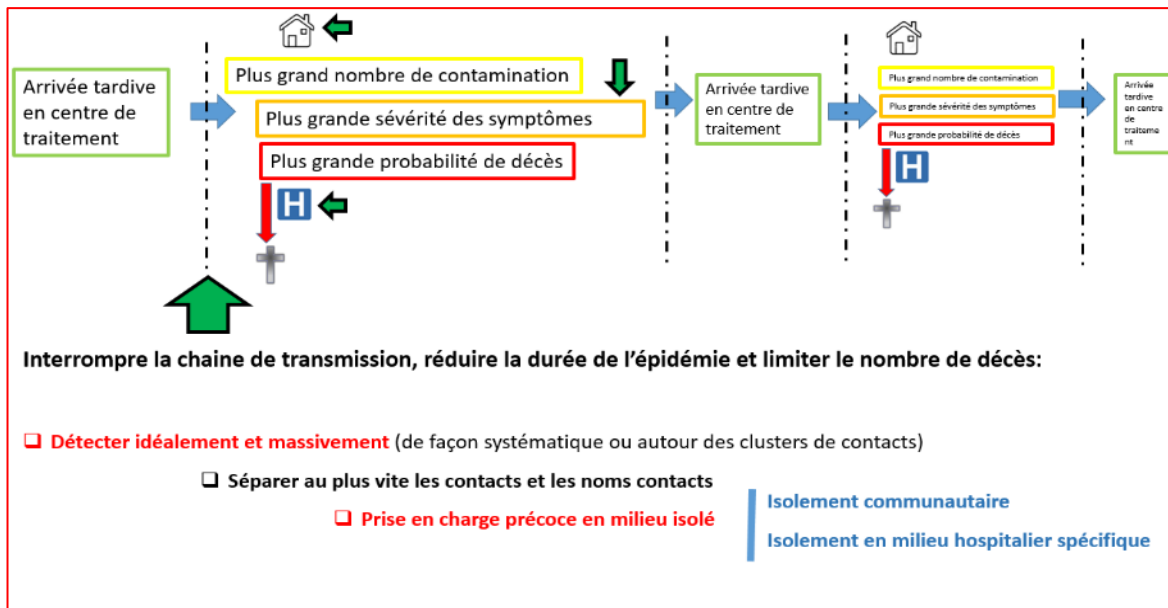 Arrivée tardive
en centre de
traitement
Plus grand nombre de contamination
Plus grande sévérité des symptômes
Plus grande probabilité de décès
H
Arrivée tardive
en centre de
traitement
Plus grand nombre de contamination
Plus grande sévérité des symptômes
Plus grande probabilité de décès
H
Arrivée
tardive
en centre
de
traiteme
nt
Interrompre la chaine de transmission, réduire la durée de l’épidémie et limiter le nombre de décès:
Détecter idéalement et massivement (de façon systématique ou autour des clusters de contacts)
Séparer au plus vite les contacts et les noms contacts
Prise en charge précoce en milieu isolé
Isolement communautaire
Isolement en milieu hospitalier spécifique